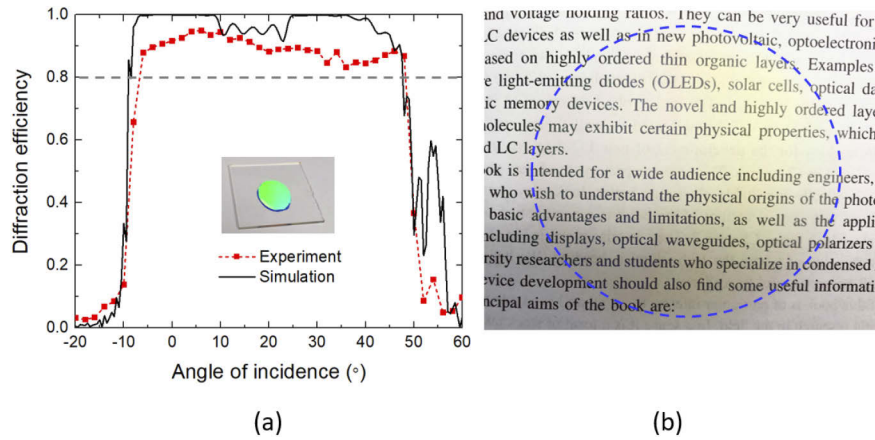 Diffraction efficiency
1.0
0.8
0.6
0.4
0.2
0.0
Experiment
Simulation
-20 -10 0 10 20 30 40 50 60
Angle of incidence (°)
(a)
and voltage holding ratios. They can be very useful for
LC devices as well as in new photovoltaic, optoelectroni
ased on highly ordered thin organic layers. Examples
e light-emitting diodes (OLEDs), solar cells, optical da
ic memory devices. The novel and highly ordered laye
nolecules may exhibit certain physical properties, which
d LC layers.
ook is intended for a wide audience including engineers,
who wish to understand the physical origins of the photo
basic advantages and limitations, as well as the appli
ncluding displays, optical waveguides, optical polarizers
rsity researchers and students who specialize in condensed
evice development should also find some useful informati
ncipal aims of the book are:
(b)